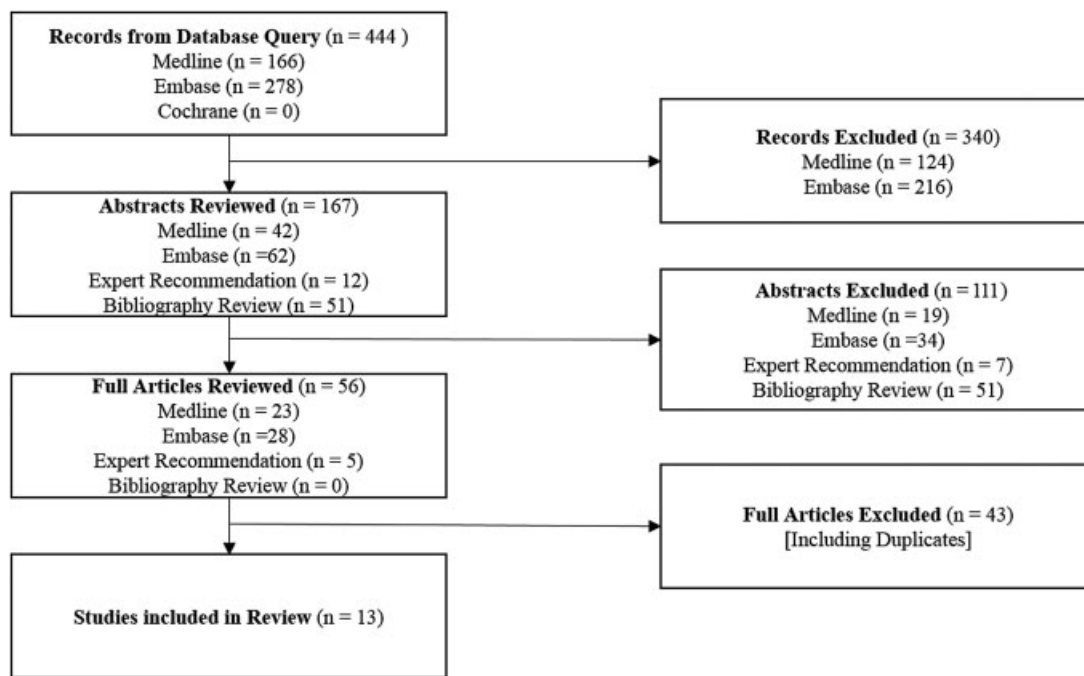 Records from Database Query (n = 444 )
Medline (n = 166)
Embase (n = 278)
Cochrane (n = 0)
Records Excluded (n = 340)
Medline (n = 124)
Embase (n = 216)
Abstracts Reviewed (n = 167)
Medline (n = 42)
Embase (n =62)
Expert Recommendation (n = 12)
Bibliography Review (n = 51)
Abstracts Excluded (n = 111)
Medline (n = 19)
Embase (n =34)
Expert Recommendation (n = 7)
Bibliography Review (n = 51)
Full Articles Reviewed (n = 56)
Medline (n = 23)
Embase (n =28)
Expert Recommendation (n = 5)
Bibliography Review (n = 0)
Full Articles Excluded (n = 43)
[Including Duplicates]
Studies included in Review (n = 13)